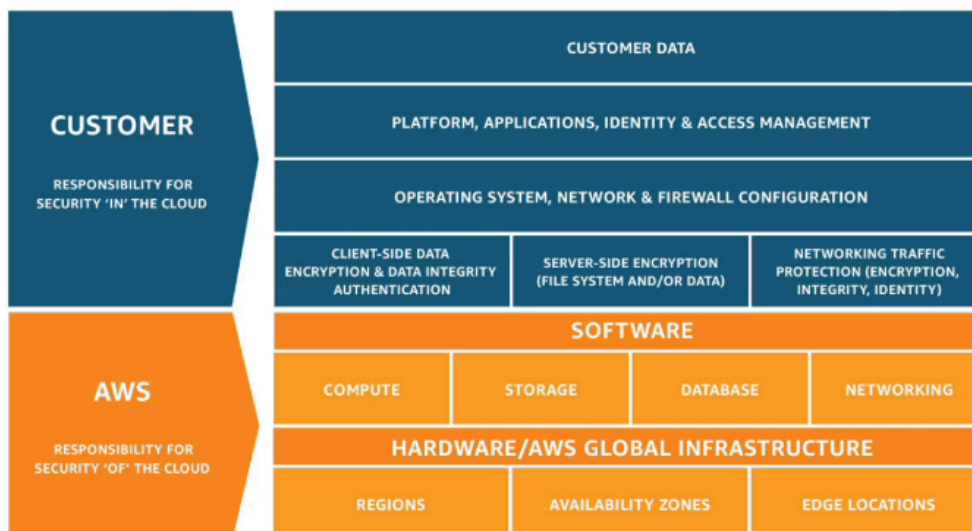 CUSTOMER
RESPONSIBILITY FOR
SECURITY ‘IN’ THE CLOUD
CUSTOMER DATA
PLATFORM, APPLICATIONS, IDENTITY & ACCESS MANAGEMENT
OPERATING SYSTEM, NETWORK & FIREWALL CONFIGURATION
CLIENT-SIDE DATA
ENCRYPTION & DATA INTEGRITY
AUTHENTICATION
SERVER-SIDE ENCRYPTION
(FILE SYSTEM AND/OR DATA)
NETWORKING TRAFFIC
PROTECTION (ENCRYPTION,
INTEGRITY, IDENTITY)
AWS
RESPONSIBILITY FOR
SECURITY ‘OF’ THE CLOUD
SOFTWARE
COMPUTE
STORAGE
DATABASE
NETWORKING
HARDWARE/AWS GLOBAL INFRASTRUCTURE
REGIONS
AVAILABILITY ZONES
EDGE LOCATIONS